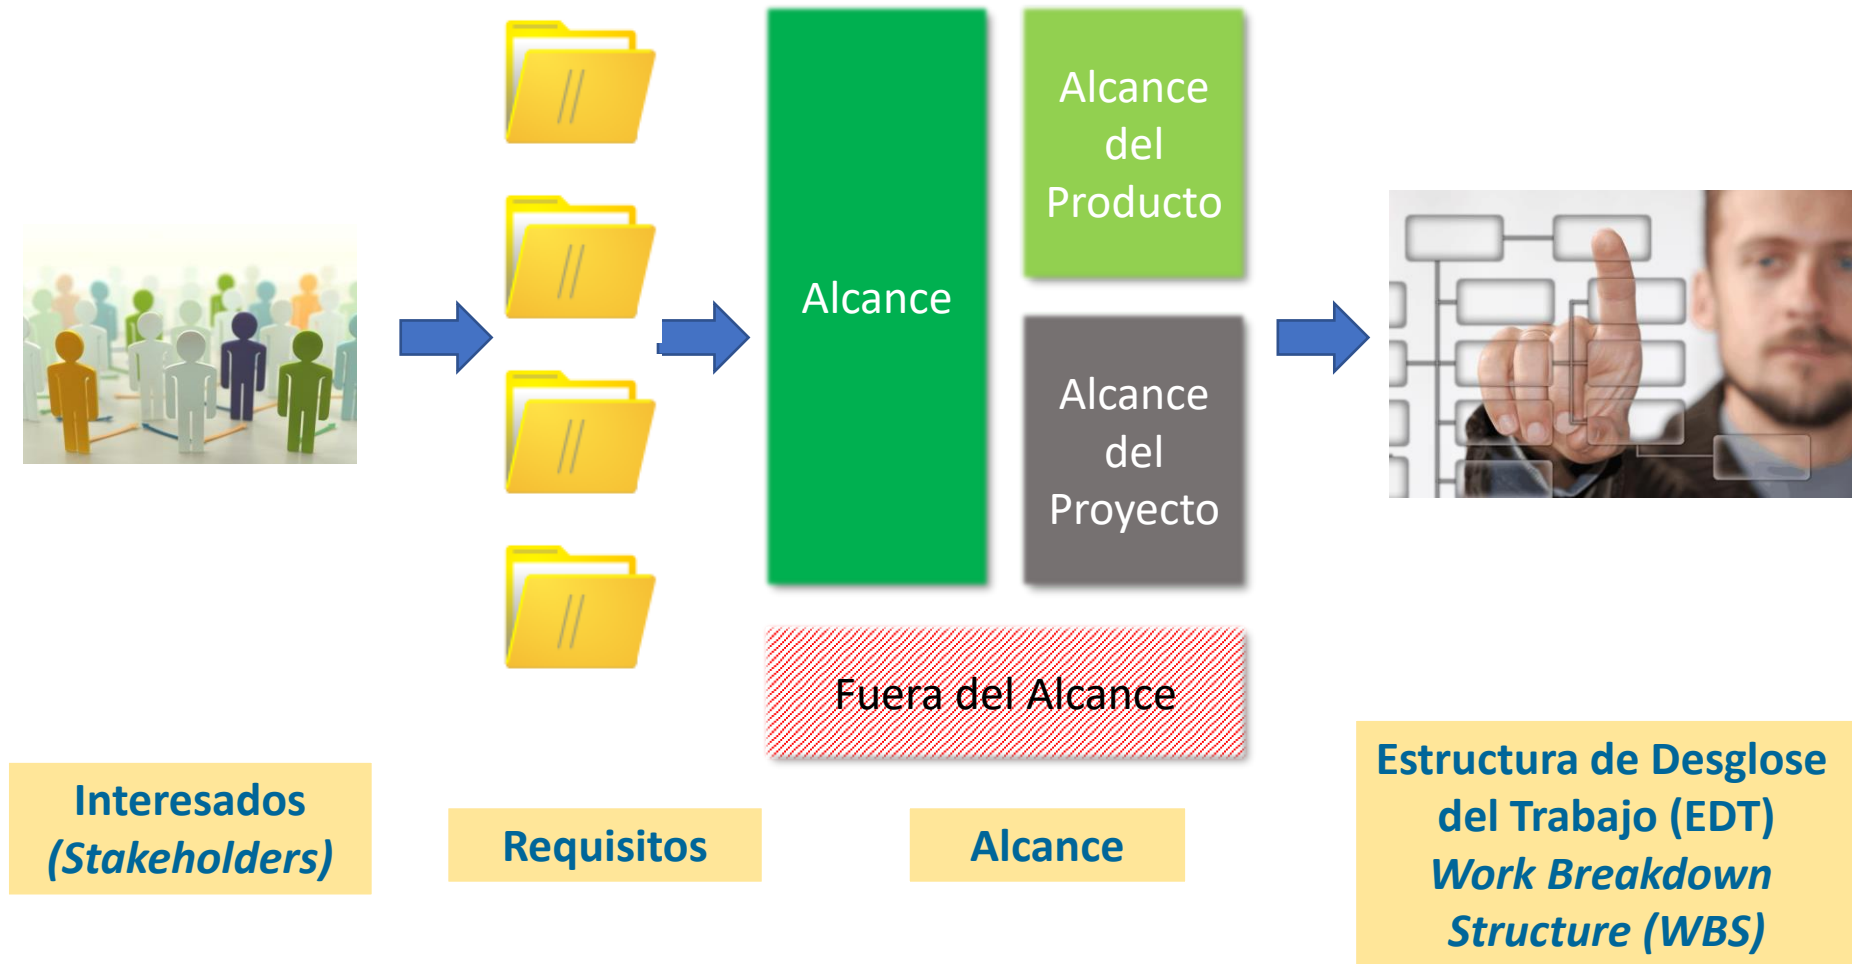 Alcance
Alcance
del
Producto
Alcance
del
Proyecto
Fuera del Alcance
Interesados
(Stakeholders)
Requisitos
Alcance
Estructura de Desglose
del Trabajo (EDT)
Work Breakdown
Structure (WBS)